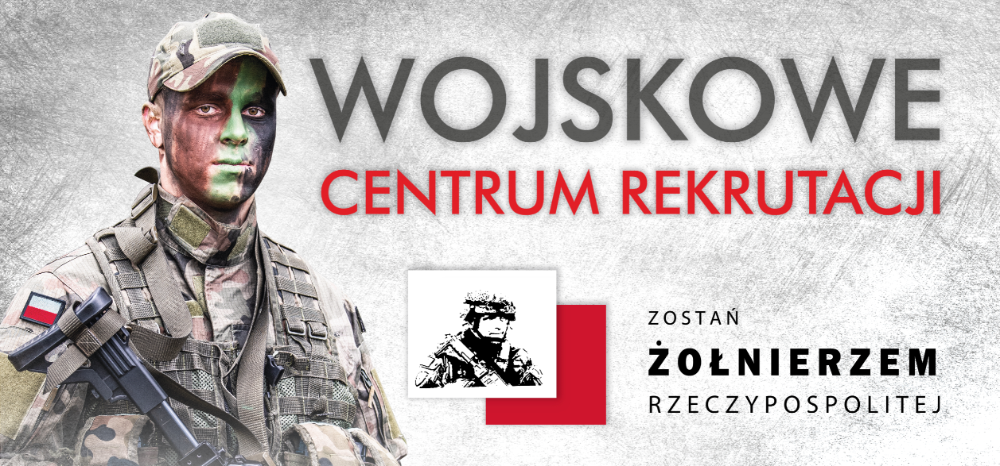 WOJSKOWE
CENTRUM REKRUTACJI
ZOSTAŃ
ŻOŁNIERZEM
RZECZYPOSPOLITEJ